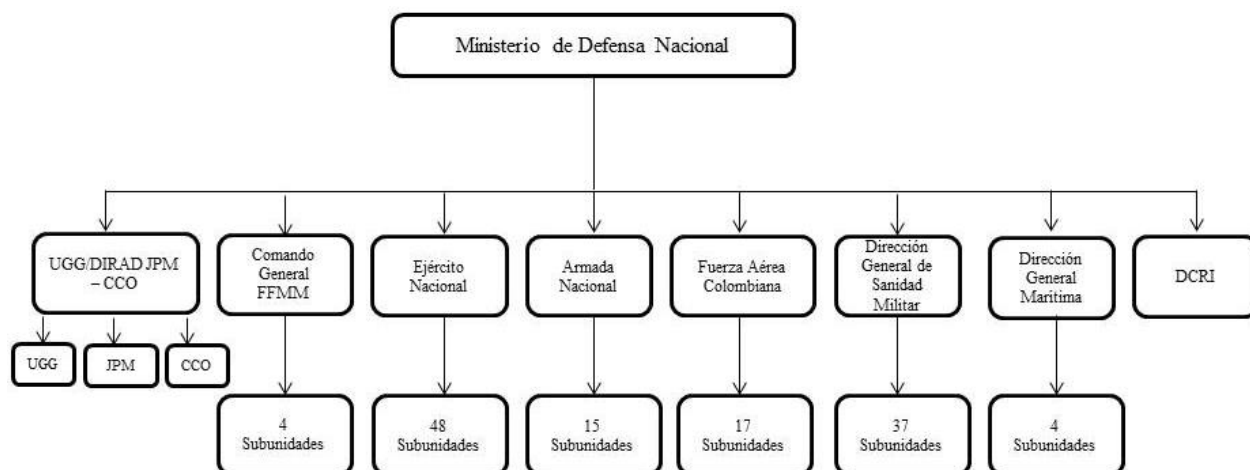 Ministerio de Defensa Nacional
UGG/DIRAD JPM
– CCO
Comando
General
FFMM
Ejército
Nacional
Armada
Nacional
Fuerza Aérea
Colombiana
Dirección
General de
Sanidad
Militar
Dirección
General
Marítima
DCRI
UGG
JPM
CCO
4
Subunidades
48
Subunidades
15
Subunidades
17
Subunidades
37
Subunidades
4
Subunidades